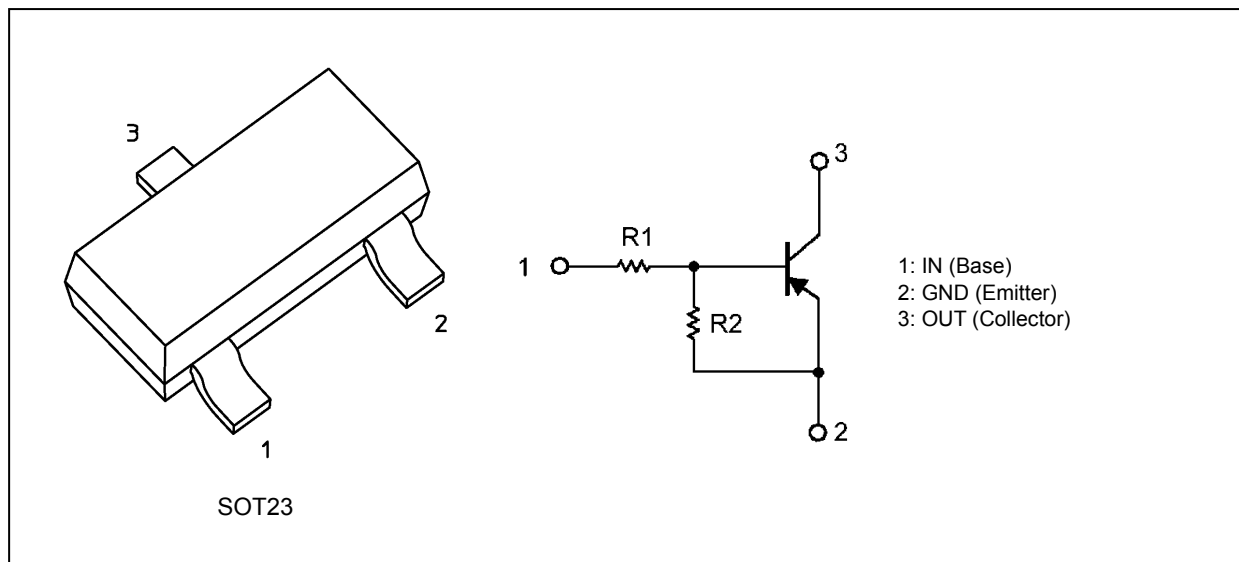 3
2
1
SOT23
3
R1
1
R2
2
1: IN (Base)
2: GND (Emitter)
3: OUT (Collector)